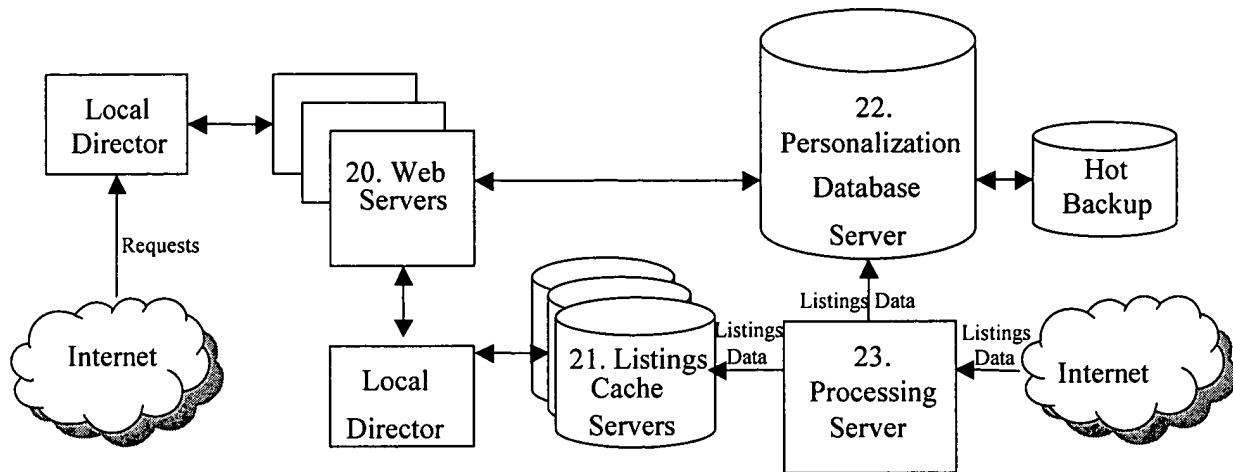 Local
Director
Requests
Internet
20. Web
Servers
22.
Personalization
Database
Server
Hot
Backup
Listings Data
Local
Director
21. Listings
Cache
Servers
Listings
Data
23.
Processing
Server
Listings
Data
Internet